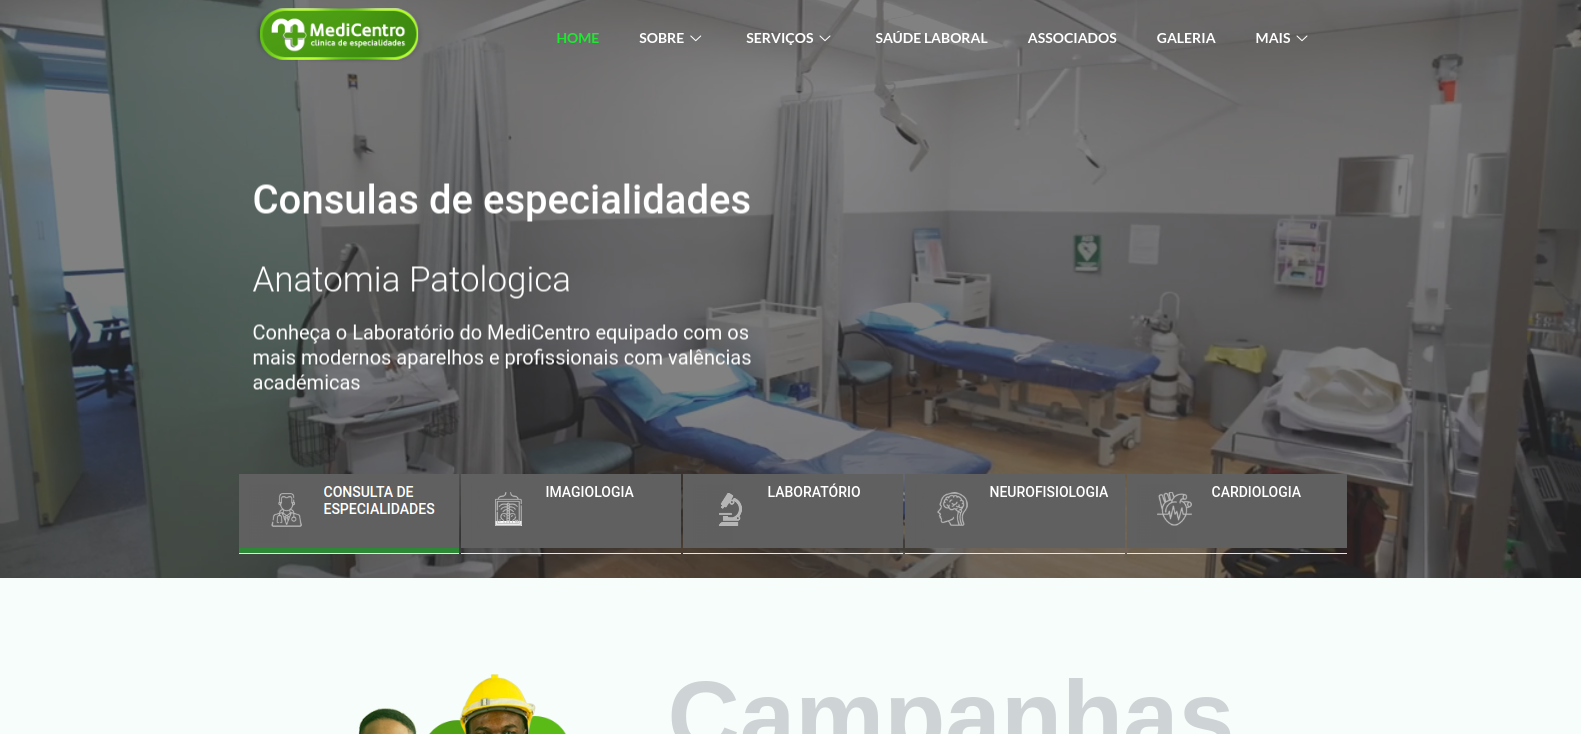 MediCentro
clínica de especialidades
HOME
SOBRE
SERVIÇOS
SAÚDE LABORAL
ASSOCIADOS
GALERIA
MAIS
Consulas de especialidades
Anatomia Patologica
Conheça o Laboratório do MediCentro equipado com os
mais modernos aparelhos e profissionais com valências
académicas
CONSULTA DE
ESPECIALIDADES
IMAGIOLOGIA
LABORATÓRIO
NEUROFISIOLOGIA
CARDIOLOGIA
Campanhas